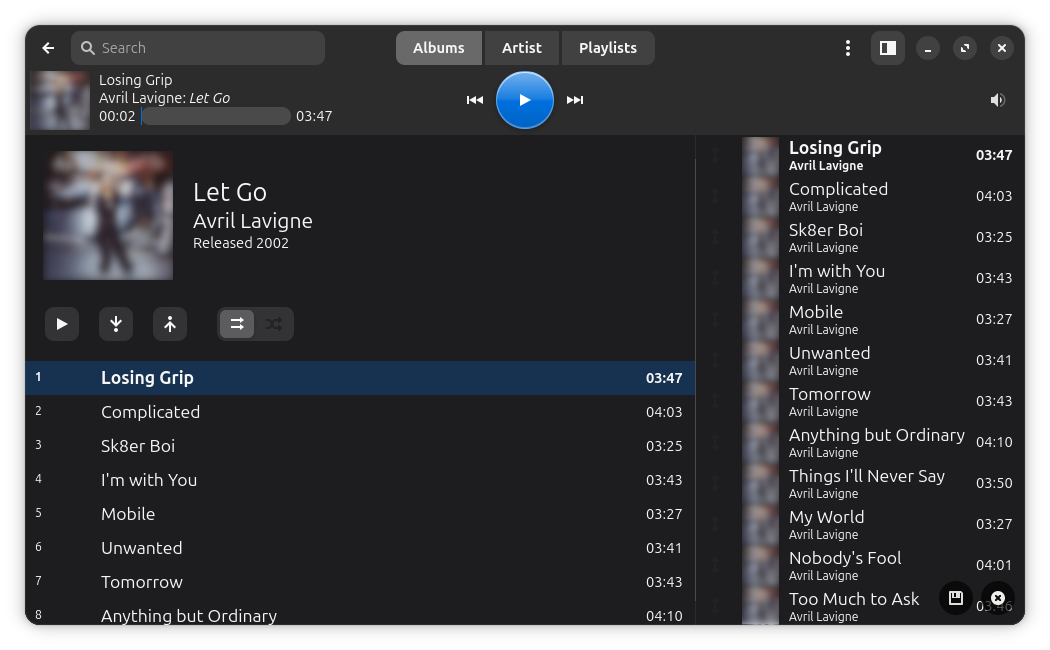 Search
Albums
Artist
Playlists
Losing Grip
Avril Lavigne: Let Go
00:02
03:47
Let Go
Avril Lavigne
Released 2002
1 Losing Grip 03:47
2 Complicated 04:03
3 Sk8er Boi 03:25
4 I'm with You 03:43
5 Mobile 03:27
6 Unwanted 03:41
7 Tomorrow 03:43
8 Anything but Ordinary 04:10
Losing Grip 03:47
Avril Lavigne
Complicated 04:03
Avril Lavigne
Sk8er Boi 03:25
Avril Lavigne
I'm with You 03:43
Avril Lavigne
Mobile 03:27
Avril Lavigne
Unwanted 03:41
Avril Lavigne
Tomorrow 03:43
Avril Lavigne
Anything but Ordinary 04:10
Avril Lavigne
Things I'll Never Say 03:50
Avril Lavigne
My World 03:27
Avril Lavigne
Nobody's Fool 04:01
Avril Lavigne
Too Much to Ask 03:46
Avril Lavigne